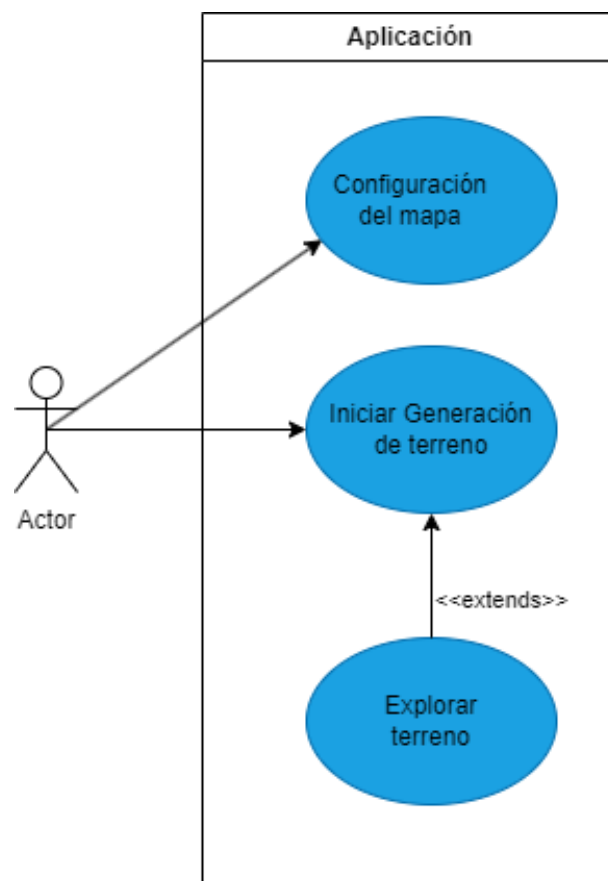 Aplicación
Configuración
del mapa
Iniciar Generación
de terreno
Actor
<<extends>>
Explorar
terreno